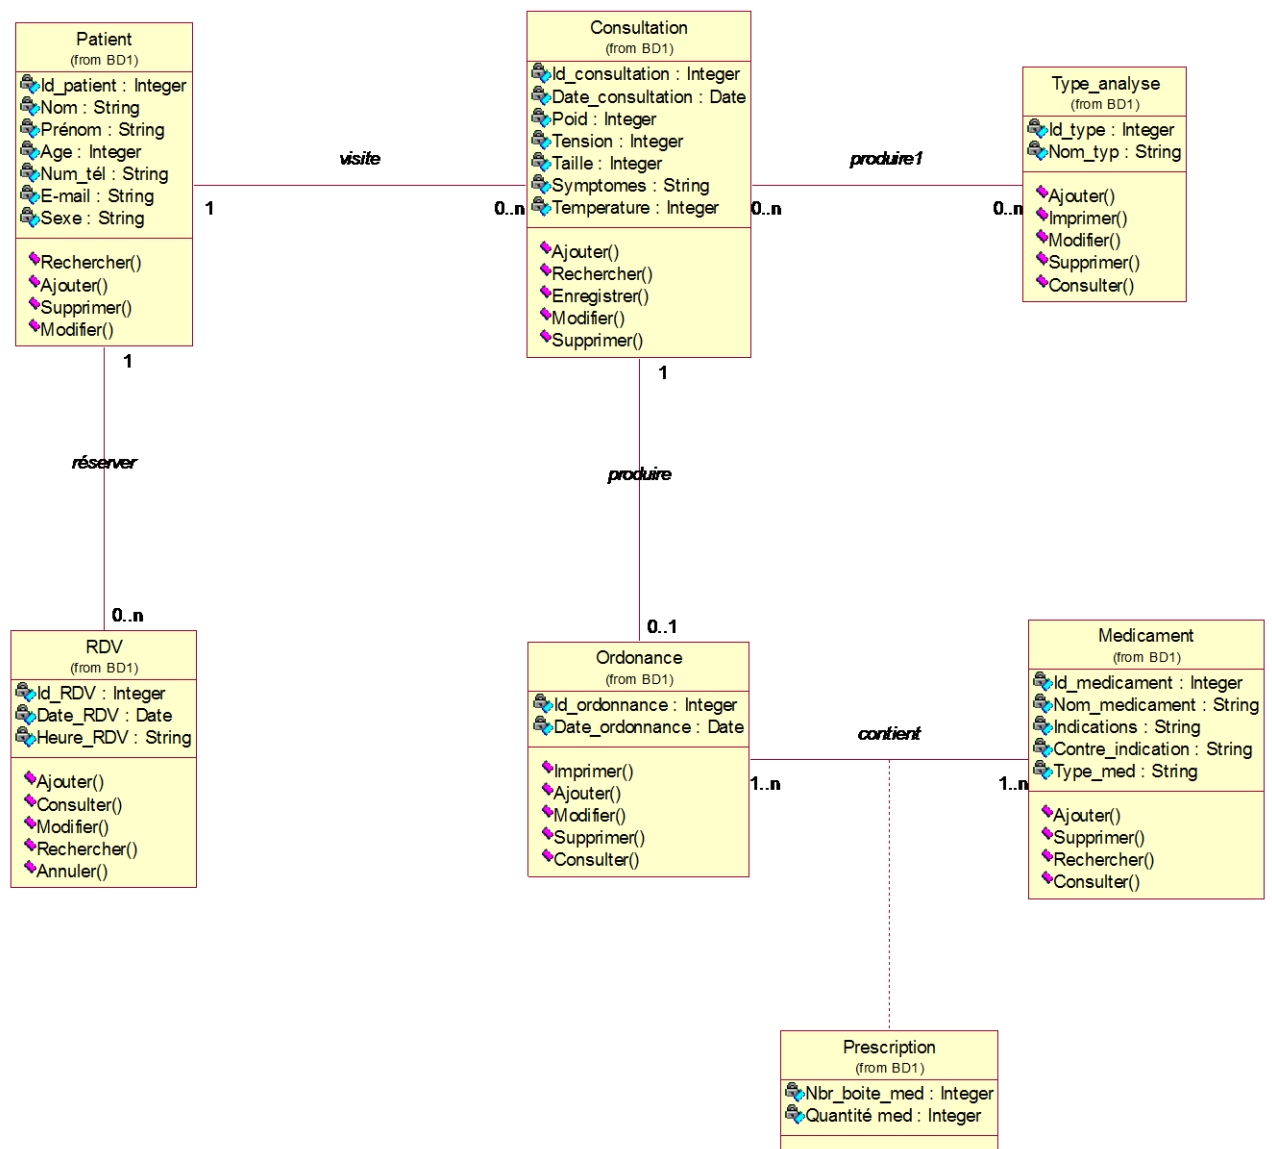 Patient
(from BD1)
Id_patient : Integer
Nom : String
Prénom : String
Age : Integer
Num_tél : String
E-mail : String
Sexe : String
Rechercher()
Ajouter()
Supprimer()
Modifier()
visite
1
0..n
Consultation
(from BD1)
Id_consultation : Integer
Date_consultation : Date
Poid : Integer
Tension : Integer
Taille : Integer
Symptomes : String
Temperature : Integer
Ajouter()
Rechercher()
Enregistrer()
Modifier()
Supprimer()
produire1
0..n
0..n
Type_analyse
(from BD1)
Id_type : Integer
Nom_typ : String
Ajouter()
Imprimer()
Modifier()
Supprimer()
Consulter()
1
réserver
0..n
1
produire
0..1
RDV
(from BD1)
Id_RDV : Integer
Date_RDV : Date
Heure_RDV : String
Ajouter()
Consulter()
Modifier()
Rechercher()
Annuler()
Ordonance
(from BD1)
Id_ordonnance : Integer
Date_ordonnance : Date
Imprimer()
Ajouter()
Modifier()
Supprimer()
Consulter()
contient
1..n
1..n
Medicament
(from BD1)
Id_medicament : Integer
Nom_medicament : String
Indications : String
Contre_indication : String
Type_med : String
Ajouter()
Supprimer()
Rechercher()
Consulter()
Prescription
(from BD1)
Nbr_boite_med : Integer
Quantité med : Integer